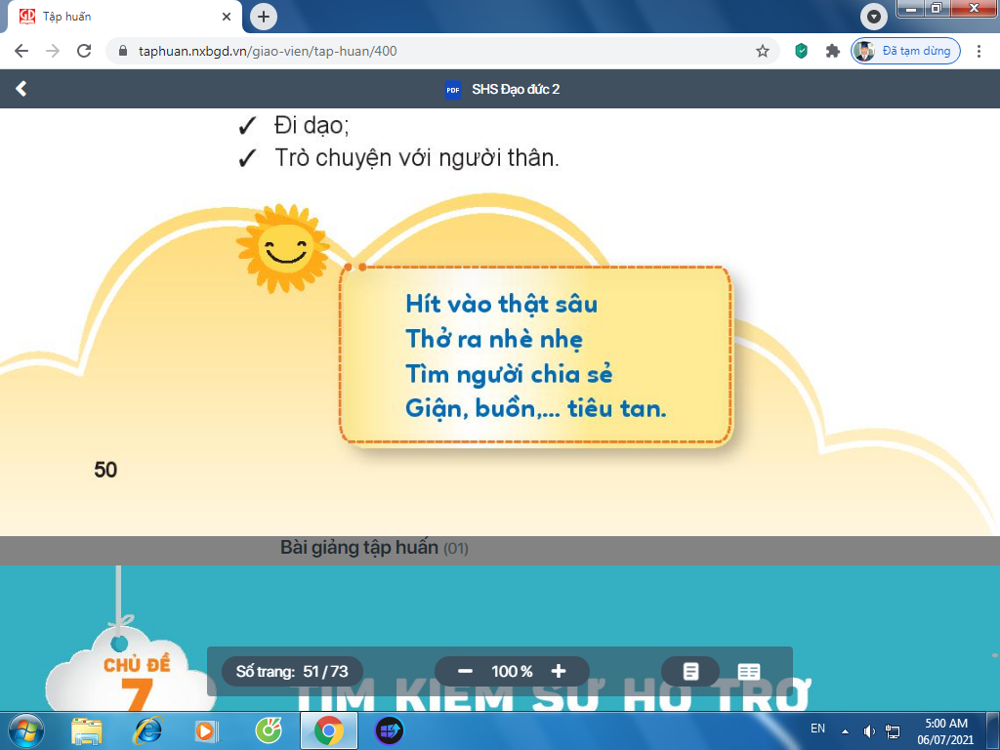 Tập huấn
taphuan.nxbgd.vn/giao-vien/tap-huan/400
Đã tạm dừng
PDF SHS Đạo đức 2
✓ Đi dạo;
✓ Trò chuyện với người thân.
Hít vào thật sâu
Thở ra nhè nhẹ
Tìm người chia sẻ
Giận, buồn,... tiêu tan.
50
Bài giảng tập huấn (01)
CHỦ ĐỀ
7
TÌM KIẾM SỰ HỖ TRỢ
Số trang: 51 / 73
100 %
EN
5:00 AM
06/07/2021